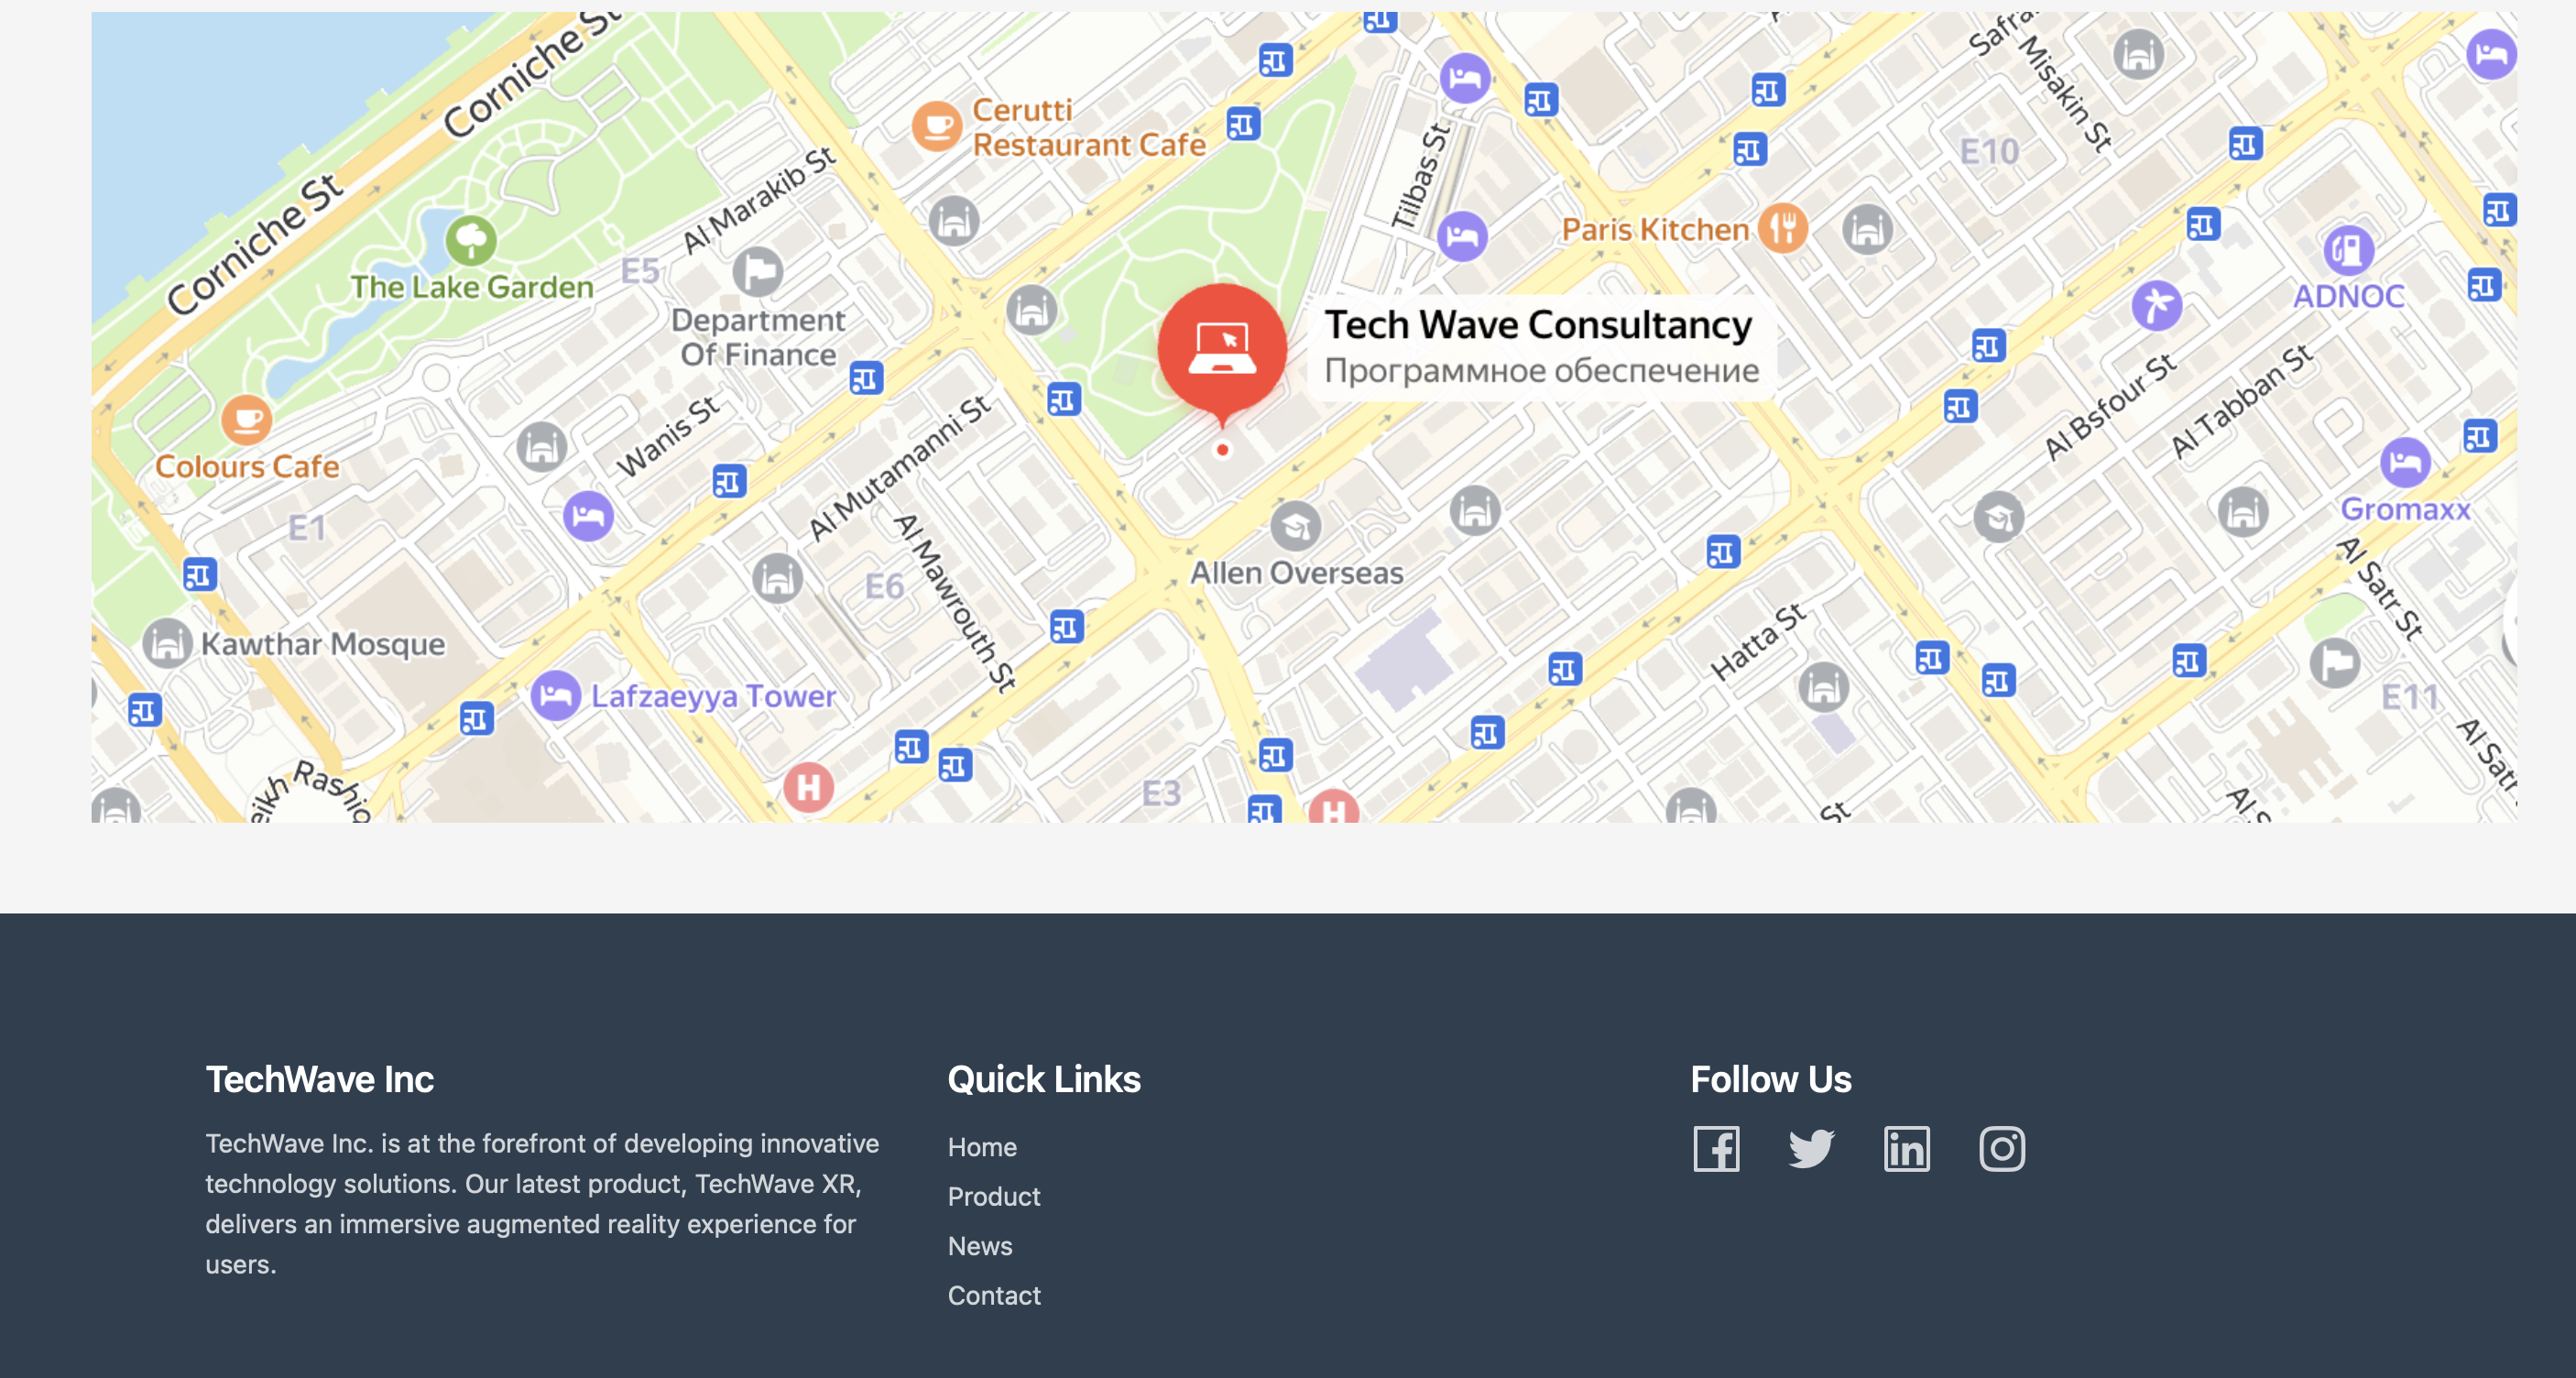 Corniche St
Safra
Misakin St
Cerutti
Restaurant Cafe
Tilbas St
E10
Al Marakib St
Corniche St
Paris Kitchen
The Lake Garden
E5
Department
Of Finance
ADNOC
Tech Wave Consultancy
Программное обеспечение
Wanis St
Al Mutamanni St
Al Bsfour St
Al Tabban St
Colours Cafe
Gromaxx
E1
Al Mawrouth St
E6
Allen Overseas
Al Satr St
Kawthar Mosque
Hatta St
Lafzaeyya Tower
E11
H
Al Satr
E3
eikh Rashid
H
St
Al S
TechWave Inc
TechWave Inc. is at the forefront of developing innovative
technology solutions. Our latest product, TechWave XR,
delivers an immersive augmented reality experience for
users.
Quick Links
Home
Product
News
Contact
Follow Us